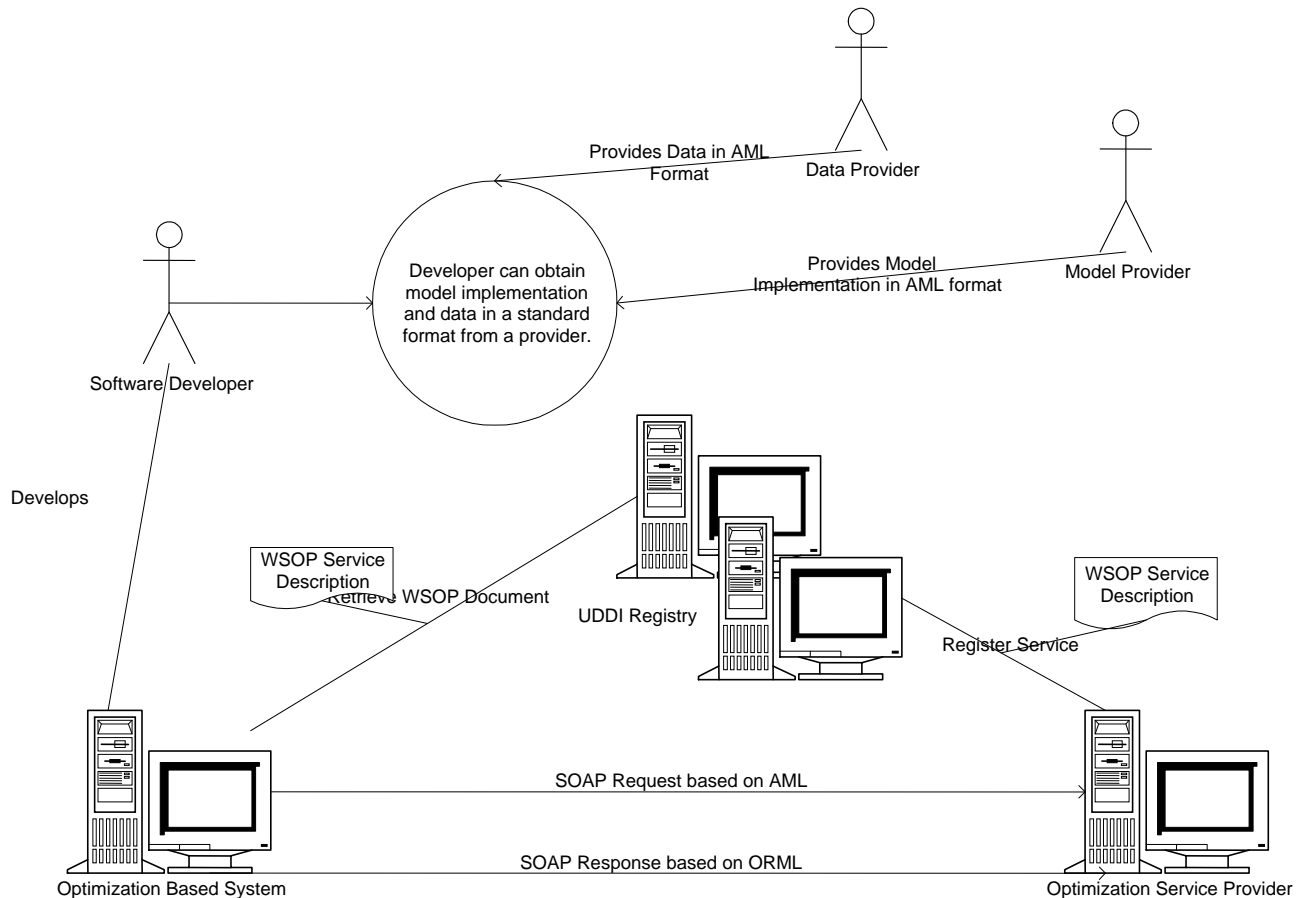 Provides Data in AML
Format
Data Provider
Provides Model
Implementation in AML format
Model Provider
Developer can obtain
model implementation
and data in a standard
format from a provider.
Software Developer
Develops
WSOP Service
Description
Retrieve WSOP Document
UDDI Registry
WSOP Service
Description
Register Service
SOAP Request based on AML
SOAP Response based on ORML
Optimization Based System
Optimization Service Provider